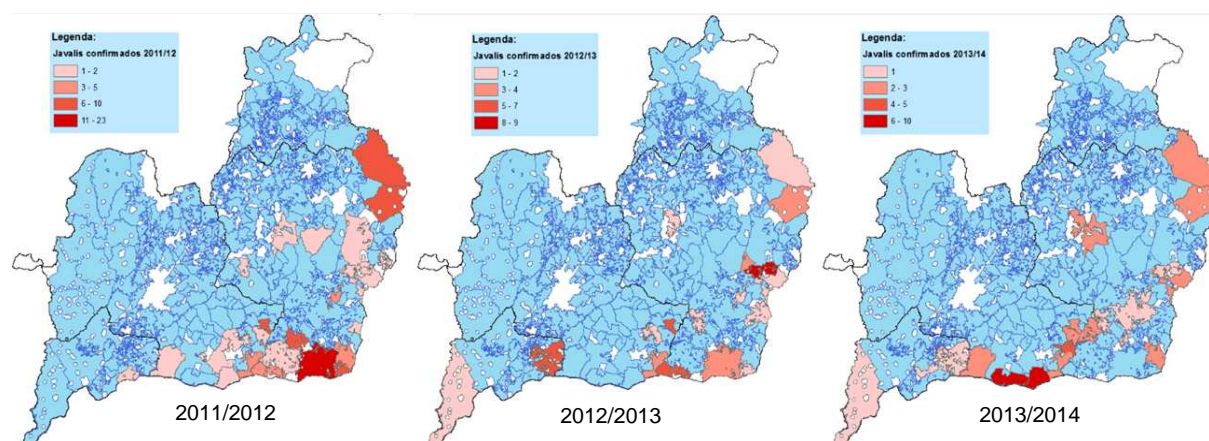 Legenda:
Javalis confirmados 2011/12
1 - 2
3 - 5
6 - 10
11 - 23
2011/2012
Legenda:
Javalis confirmados 2012/13
1 - 2
3 - 4
5 - 7
8 - 9
2012/2013
Legenda:
Javalis confirmados 2013/14
1
2 - 3
4 - 5
6 - 10
2013/2014